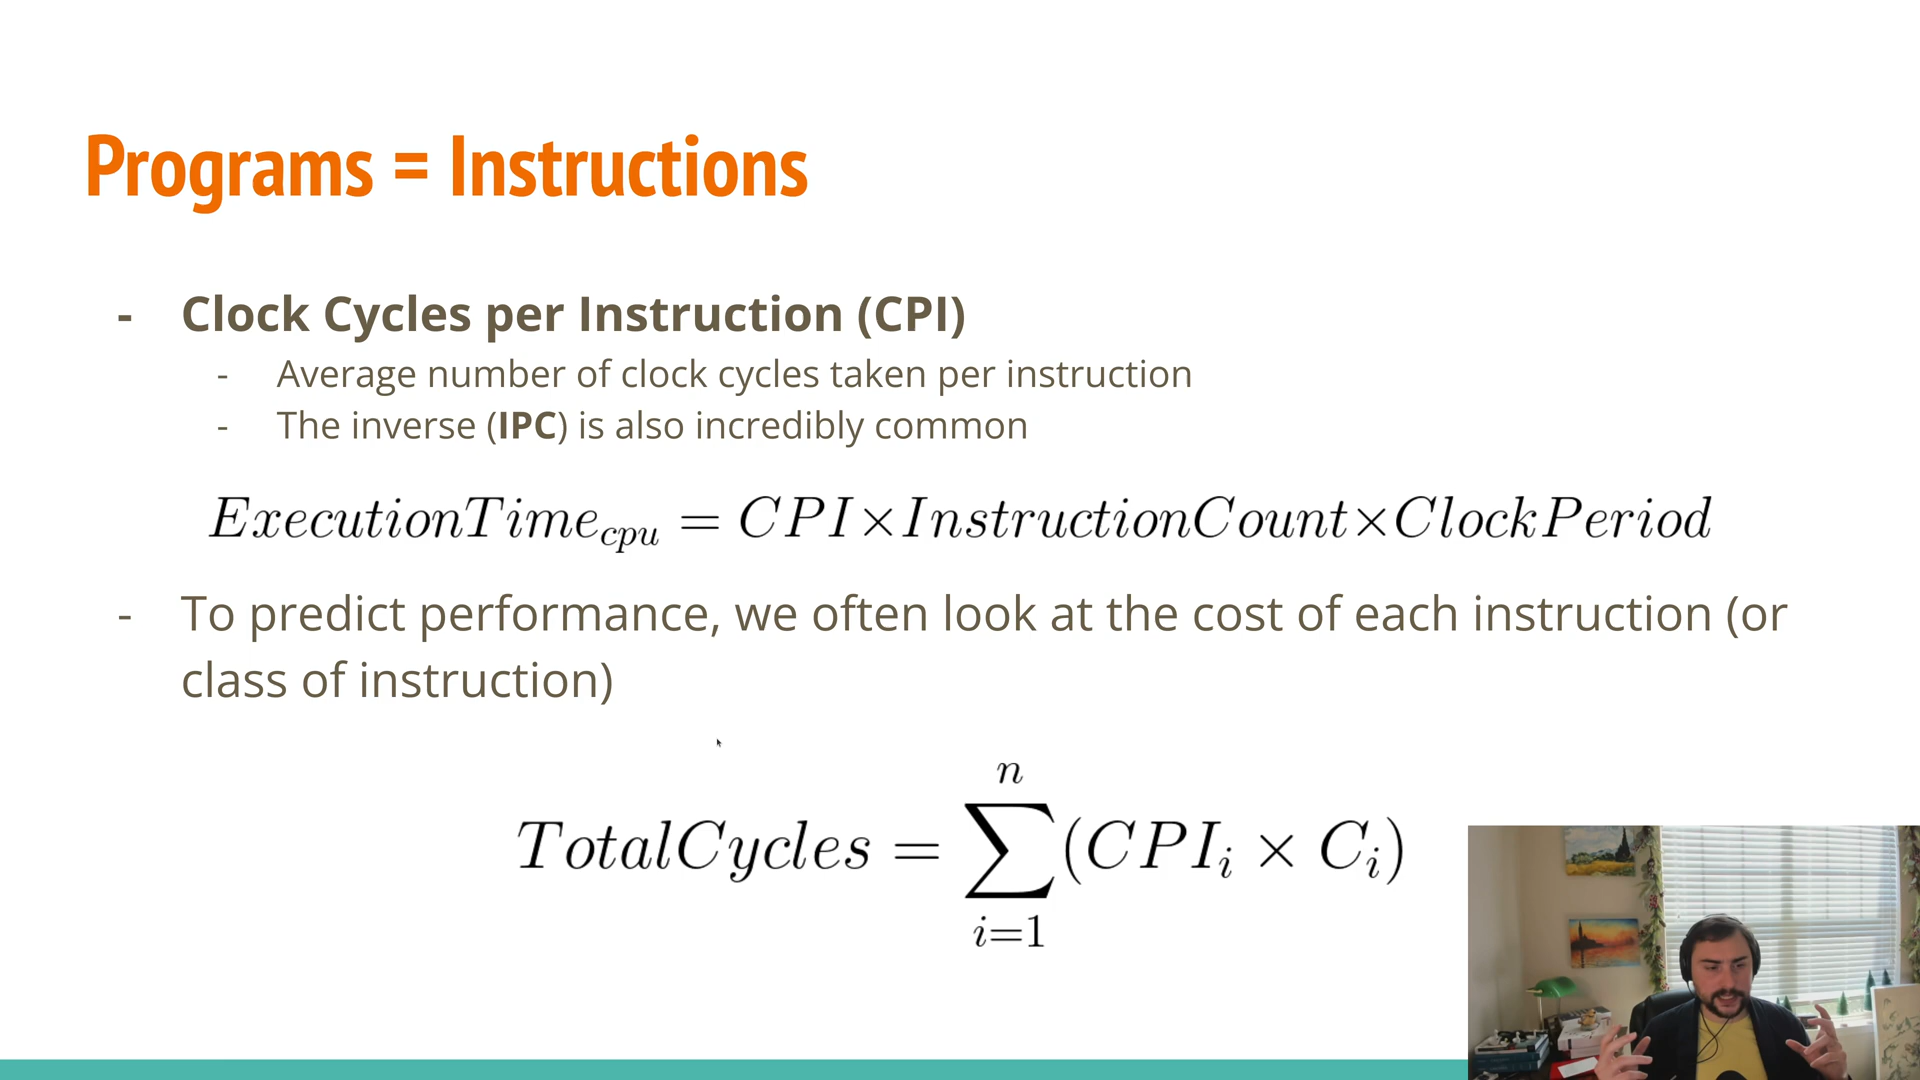 Programs = Instructions
- Clock Cycles per Instruction (CPI)
- Average number of clock cycles taken per instruction
- The inverse (IPC) is also incredibly common
ExecutionTime_cpu = CPI×InstructionCount×ClockPeriod
- To predict performance, we often look at the cost of each instruction (or
class of instruction)
n
TotalCycles = ∑(CPI_i × C_i)
i=1